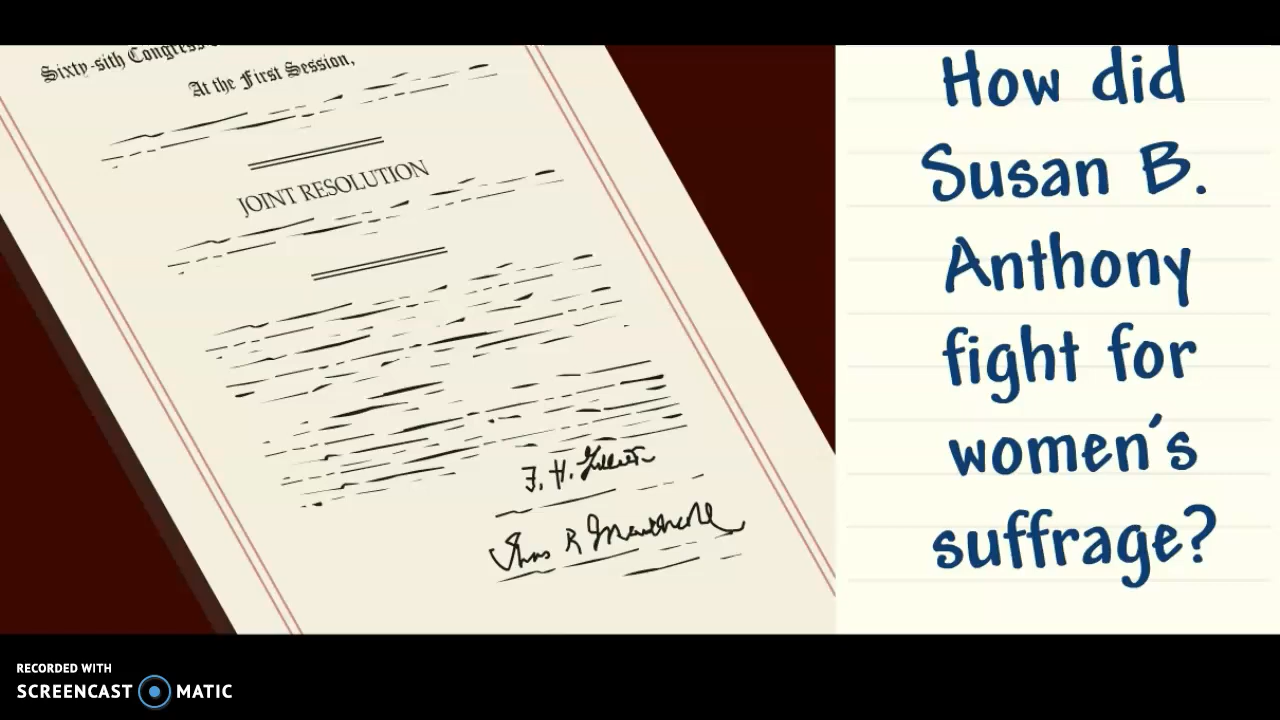 Sixty-sith Congress
At the First Session,
JOINT RESOLUTION
How did
Susan B.
Anthony
fight for
women's
suffrage?
RECORDED WITH
SCREENCAST MATIC